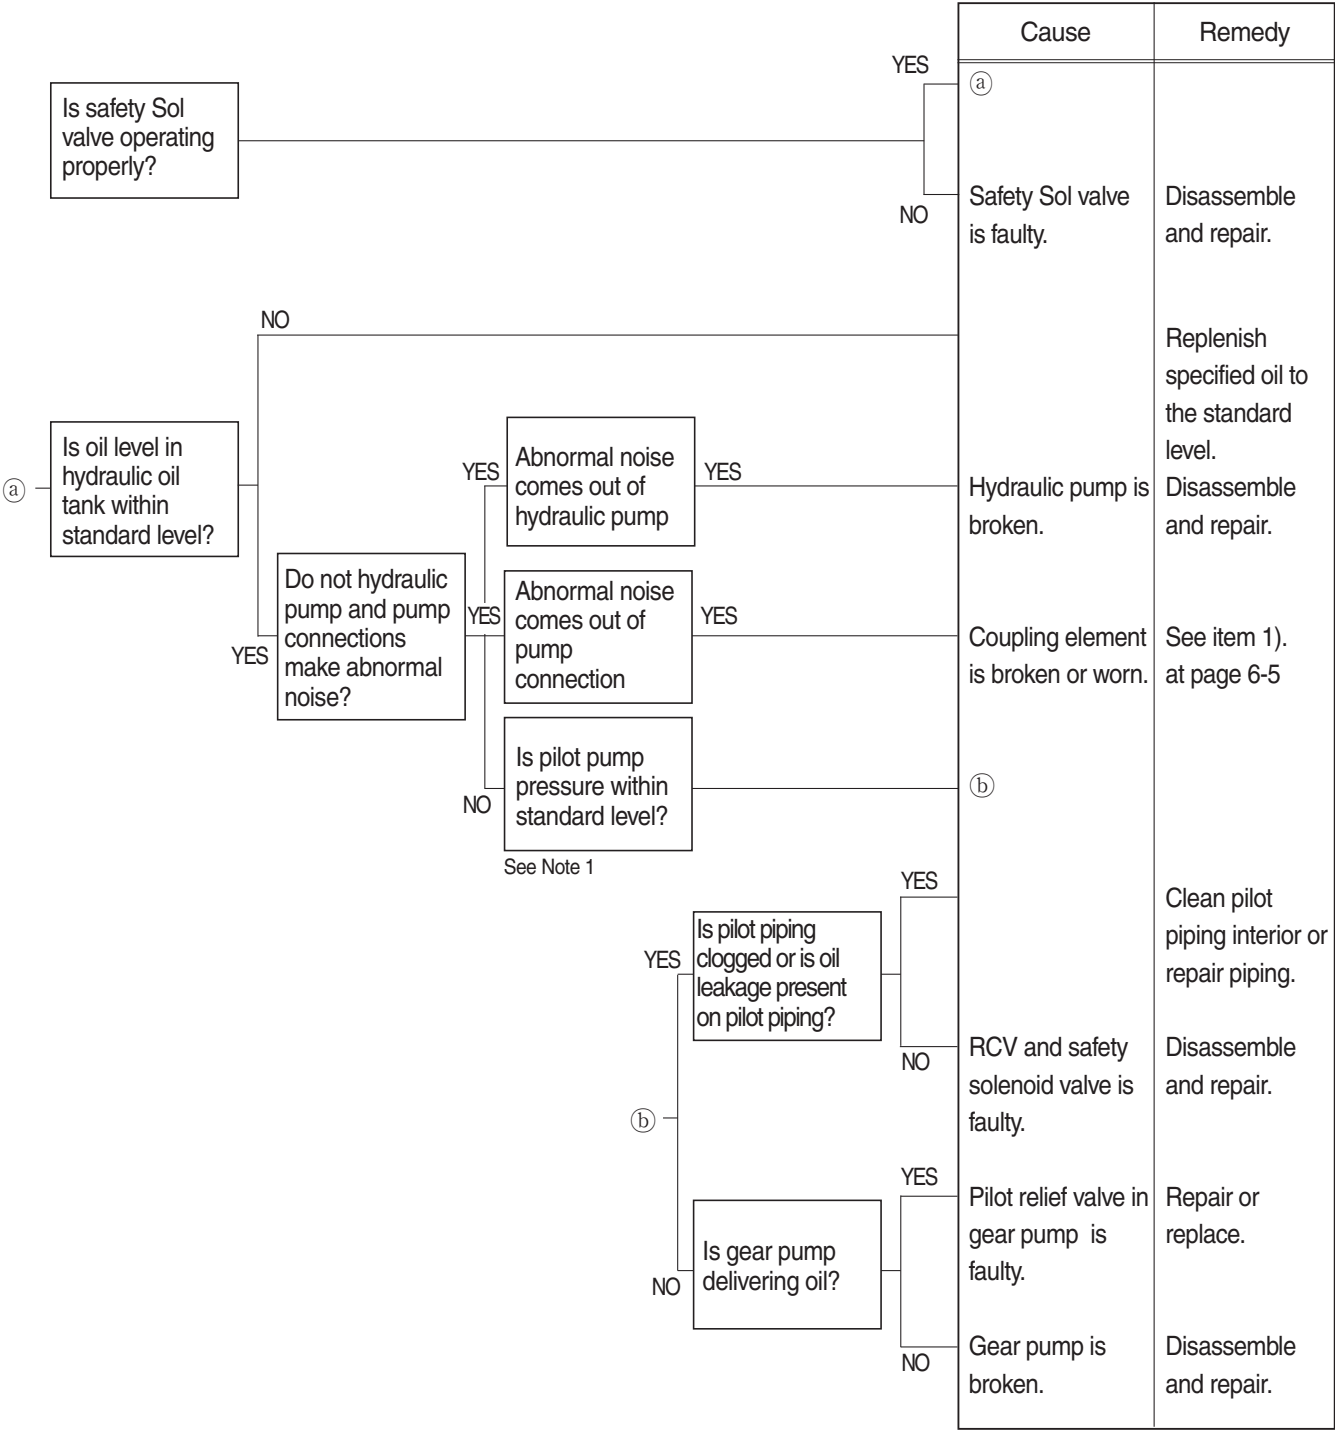 Cause
Remedy
YES
ⓐ
Is safety Sol
valve operating
properly?
NO
Safety Sol valve
is faulty.
Disassemble
and repair.
NO
Replenish
specified oil to
the standard
level.
ⓐ
Is oil level in
hydraulic oil
tank within
standard level?
YES
Do not hydraulic
pump and pump
connections
make abnormal
noise?
YES
Abnormal noise
comes out of
hydraulic pump
YES
Hydraulic pump is
broken.
Disassemble
and repair.
YES
Abnormal noise
comes out of
pump
connection
YES
Coupling element
is broken or worn.
See item 1).
at page 6-5
NO
Is pilot pump
pressure within
standard level?
See Note 1
ⓑ
ⓑ
YES
Is pilot piping
clogged or is oil
leakage present
on pilot piping?
YES
Clean pilot
piping interior or
repair piping.
NO
RCV and safety
solenoid valve is
faulty.
Disassemble
and repair.
NO
Is gear pump
delivering oil?
YES
Pilot relief valve in
gear pump is
faulty.
Repair or
replace.
NO
Gear pump is
broken.
Disassemble
and repair.